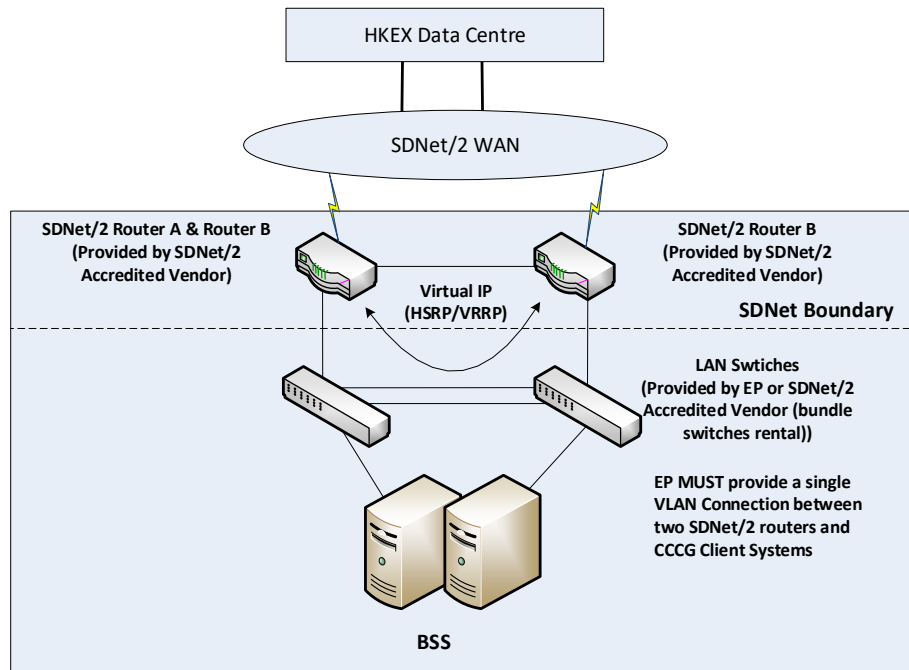 HKEX Data Centre
SDNet/2 WAN
SDNet/2 Router A & Router B
(Provided by SDNet/2
Accredited Vendor)
SDNet/2 Router B
(Provided by SDNet/2
Accredited Vendor)
Virtual IP
(HSRP/VRRP)
SDNet Boundary
LAN Swtiches
(Provided by EP or SDNet/2
Accredited Vendor (bundle
switches rental))
EP MUST provide a single
VLAN Connection between
two SDNet/2 routers and
CCCG Client Systems
BSS